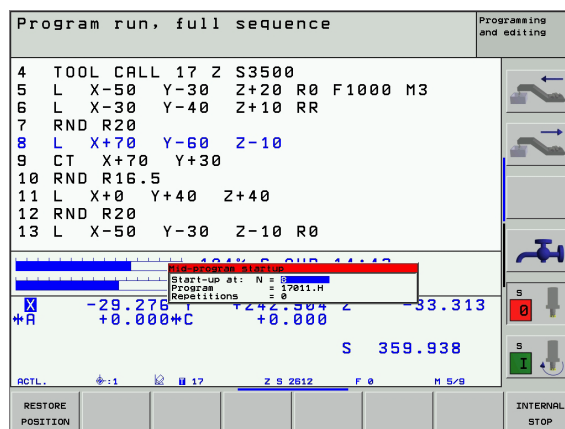 Program run, full sequence
Programming
and editing
4 TOOL CALL 17 Z S3500
5 L X-50 Y-30 Z+20 R0 F1000 M3
6 L X-30 Y-40 Z+10 RR
7 RND R20
8 L X+70 Y-60 Z-10
9 CT X+70 Y+30
10 RND R16.5
11 L X+0 Y+40 Z+40
12 RND R20
13 L X-50 Y-30 Z-10 R0
Mid-program startup
Start-up at: N = 8
Program = 17011.H
Repetitions = 0
X -29.276 Y +242.904 Z -33.313
A +0.000 C +0.000
S 359.938
S
0
S
I
ACTL. :1 T 17 Z S 2612 F 0 M 5/9
RESTORE
POSITION
INTERNAL
STOP